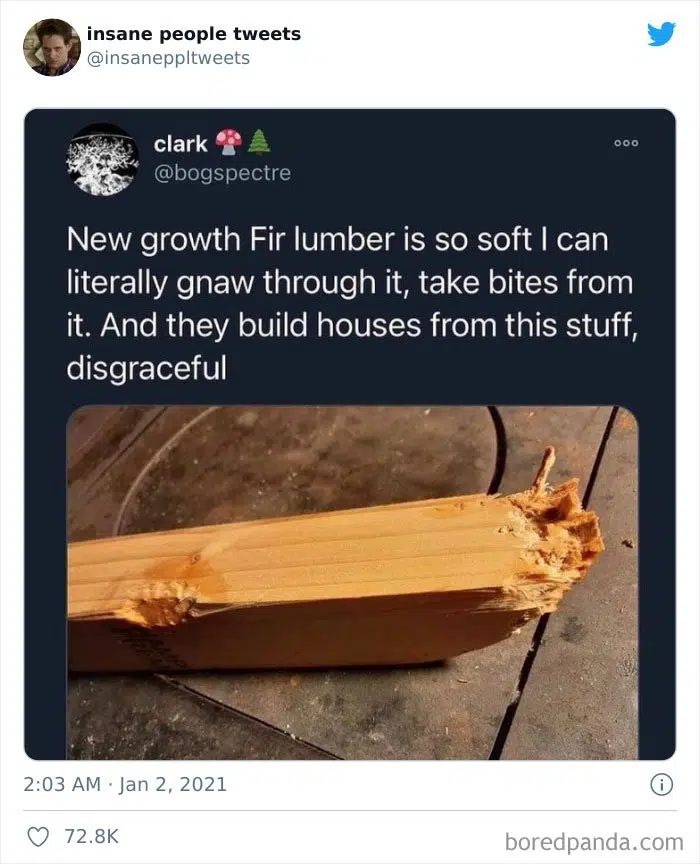 insane people tweets
@insaneppltweets
clark 🍄🌲
@bogspectre
New growth Fir lumber is so soft I can
literally gnaw through it, take bites from
it. And they build houses from this stuff,
disgraceful
2:03 AM · Jan 2, 2021
72.8K
boredpanda.com